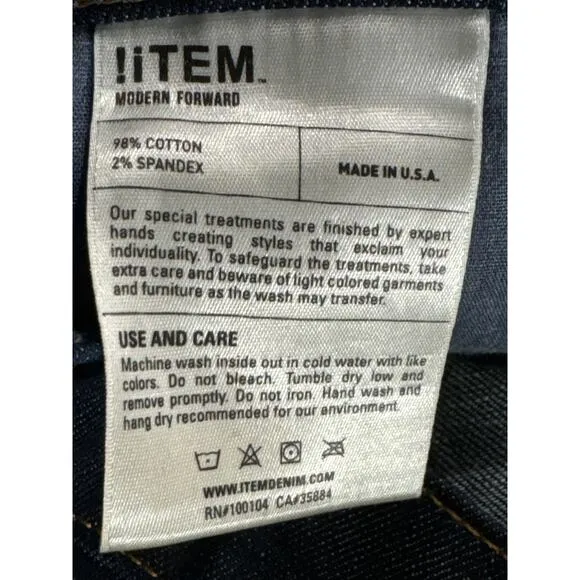 !iTEM™
MODERN FORWARD
98% COTTON
2% SPANDEX
MADE IN U.S.A.
Our special treatments are finished by expert
hands creating styles that exclaim your
individuality. To safeguard the treatments, take
extra care and beware of light colored garments
and furniture as the wash may transfer.
USE AND CARE
Machine wash inside out in cold water with like
colors. Do not bleach. Tumble dry low and
remove promptly. Do not iron. Hand wash and
hang dry recommended for our environment.
WWW.ITEMDENIM.COM
RN#100104 CA#35884